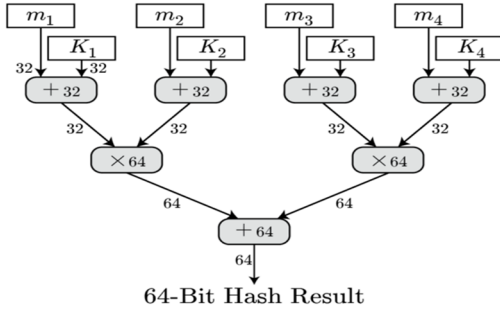 m₁ m₂ m₃ m₄
K₁ K₂ K₃ K₄
32 32
+32 +32 +32 +32
32 32 32 32
×64 ×64
64 64
+64
64
64-Bit Hash Result